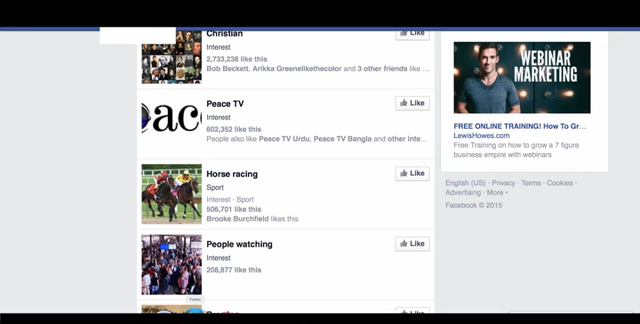 Christian
Like
Interest
2,733,238 like this
Bob Beckett, Arikka Greenelikethecolor and 3 other friends like ...
eac
Peace TV
Like
Interest
602,352 like this
People also like Peace TV Urdu, Peace TV Bangla and other inte...
Horse racing
Like
Sport
Interest · Sport
506,701 like this
Brooke Burchfield likes this
People watching
Like
Interest
208,877 like this
Like
WEBINAR
MARKETING
FREE ONLINE TRAINING! How To Gr...
LewisHowes.com
Free Training on how to grow a 7 figure
business empire with webinars
English (US) · Privacy · Terms · Cookies ·
Advertising · More
Facebook © 2015